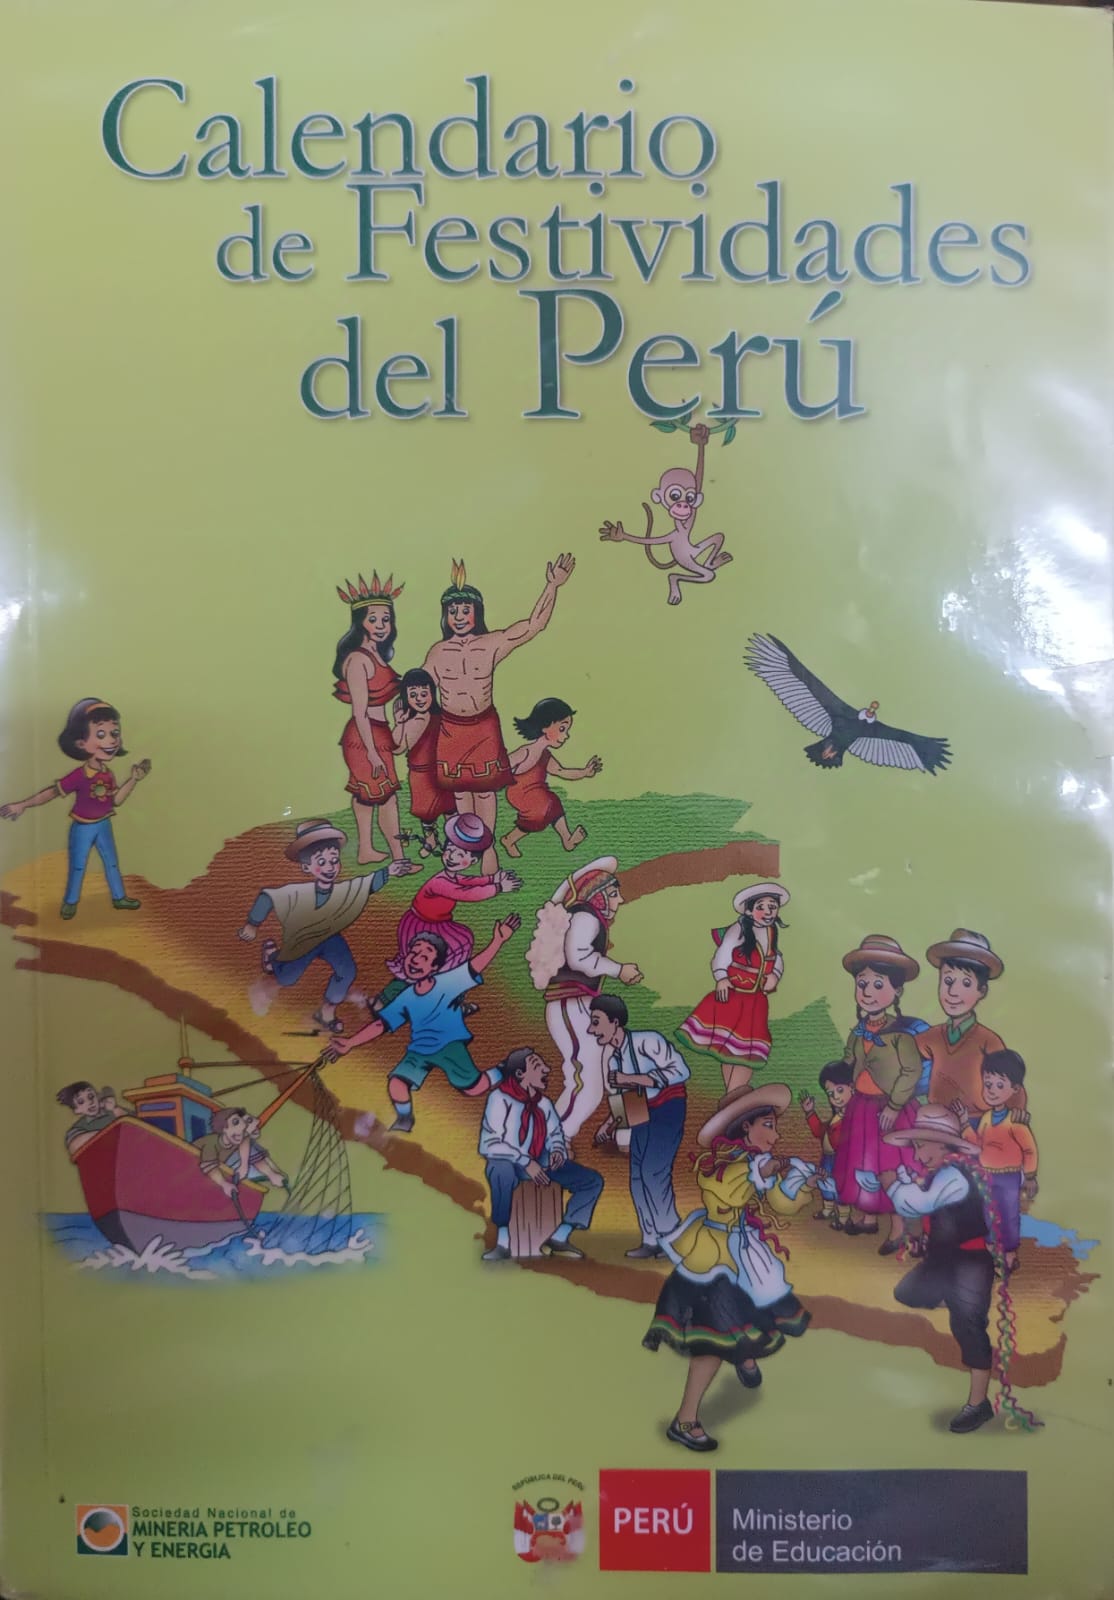 Calendario
de Festividades
del Perú
Sociedad Nacional de
MINERIA PETROLEO
Y ENERGIA
REPÚBLICA DEL PERÚ
PERÚ
Ministerio
de Educación